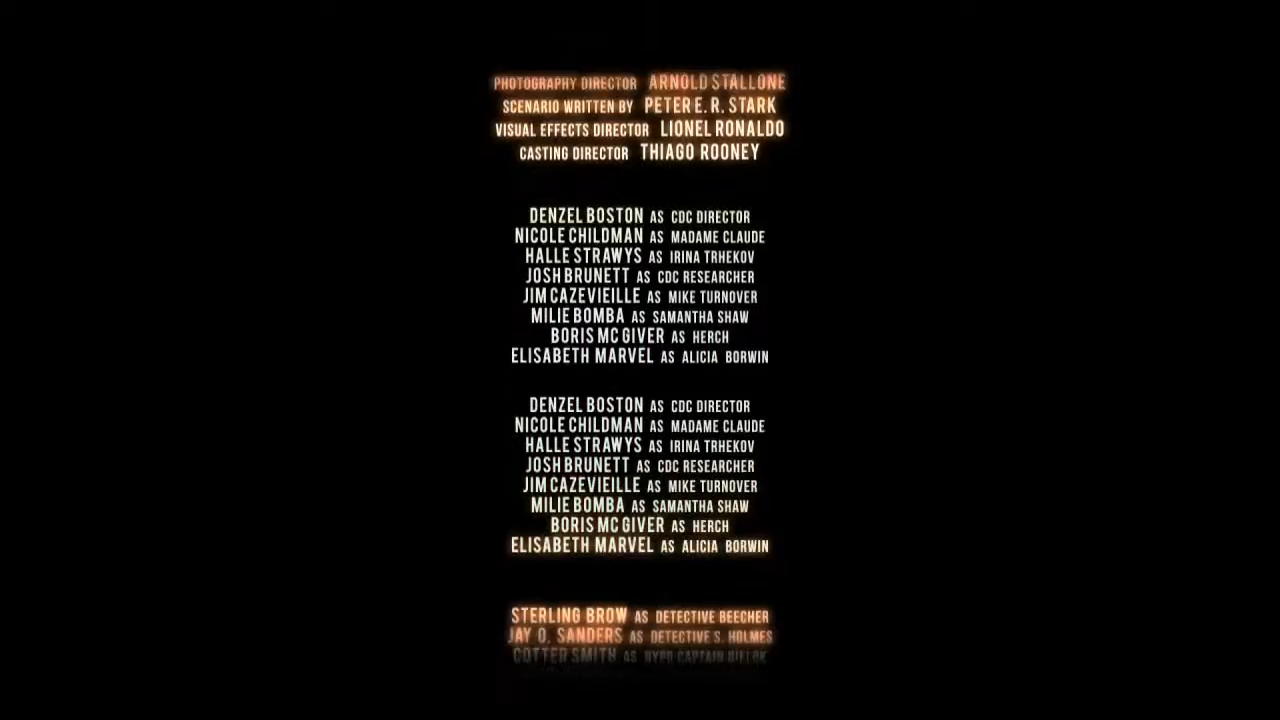 PHOTOGRAPHY DIRECTOR ARNOLD STALLONE
SCENARIO WRITTEN BY PETER E. R. STARK
VISUAL EFFECTS DIRECTOR LIONEL RONALDO
CASTING DIRECTOR THIAGO ROONEY
DENZEL BOSTON AS CDC DIRECTOR
NICOLE CHILDMAN AS MADAME CLAUDE
HALLE STRAWYS AS IRINA TRHEKOV
JOSH BRUNETT AS CDC RESEARCHER
JIM CAZEVIEILLE AS MIKE TURNOVER
MILIE BOMBA AS SAMANTHA SHAW
BORIS MC GIVER AS HERCH
ELISABETH MARVEL AS ALICIA BORWIN
DENZEL BOSTON AS CDC DIRECTOR
NICOLE CHILDMAN AS MADAME CLAUDE
HALLE STRAWYS AS IRINA TRHEKOV
JOSH BRUNETT AS CDC RESEARCHER
JIM CAZEVIEILLE AS MIKE TURNOVER
MILIE BOMBA AS SAMANTHA SHAW
BORIS MC GIVER AS HERCH
ELISABETH MARVEL AS ALICIA BORWIN
STERLING BROW AS DETECTIVE BEECHER
JAY O. SANDERS AS DETECTIVE S. HOLMES
COTTER SMITH AS NYPD CAPTAIN